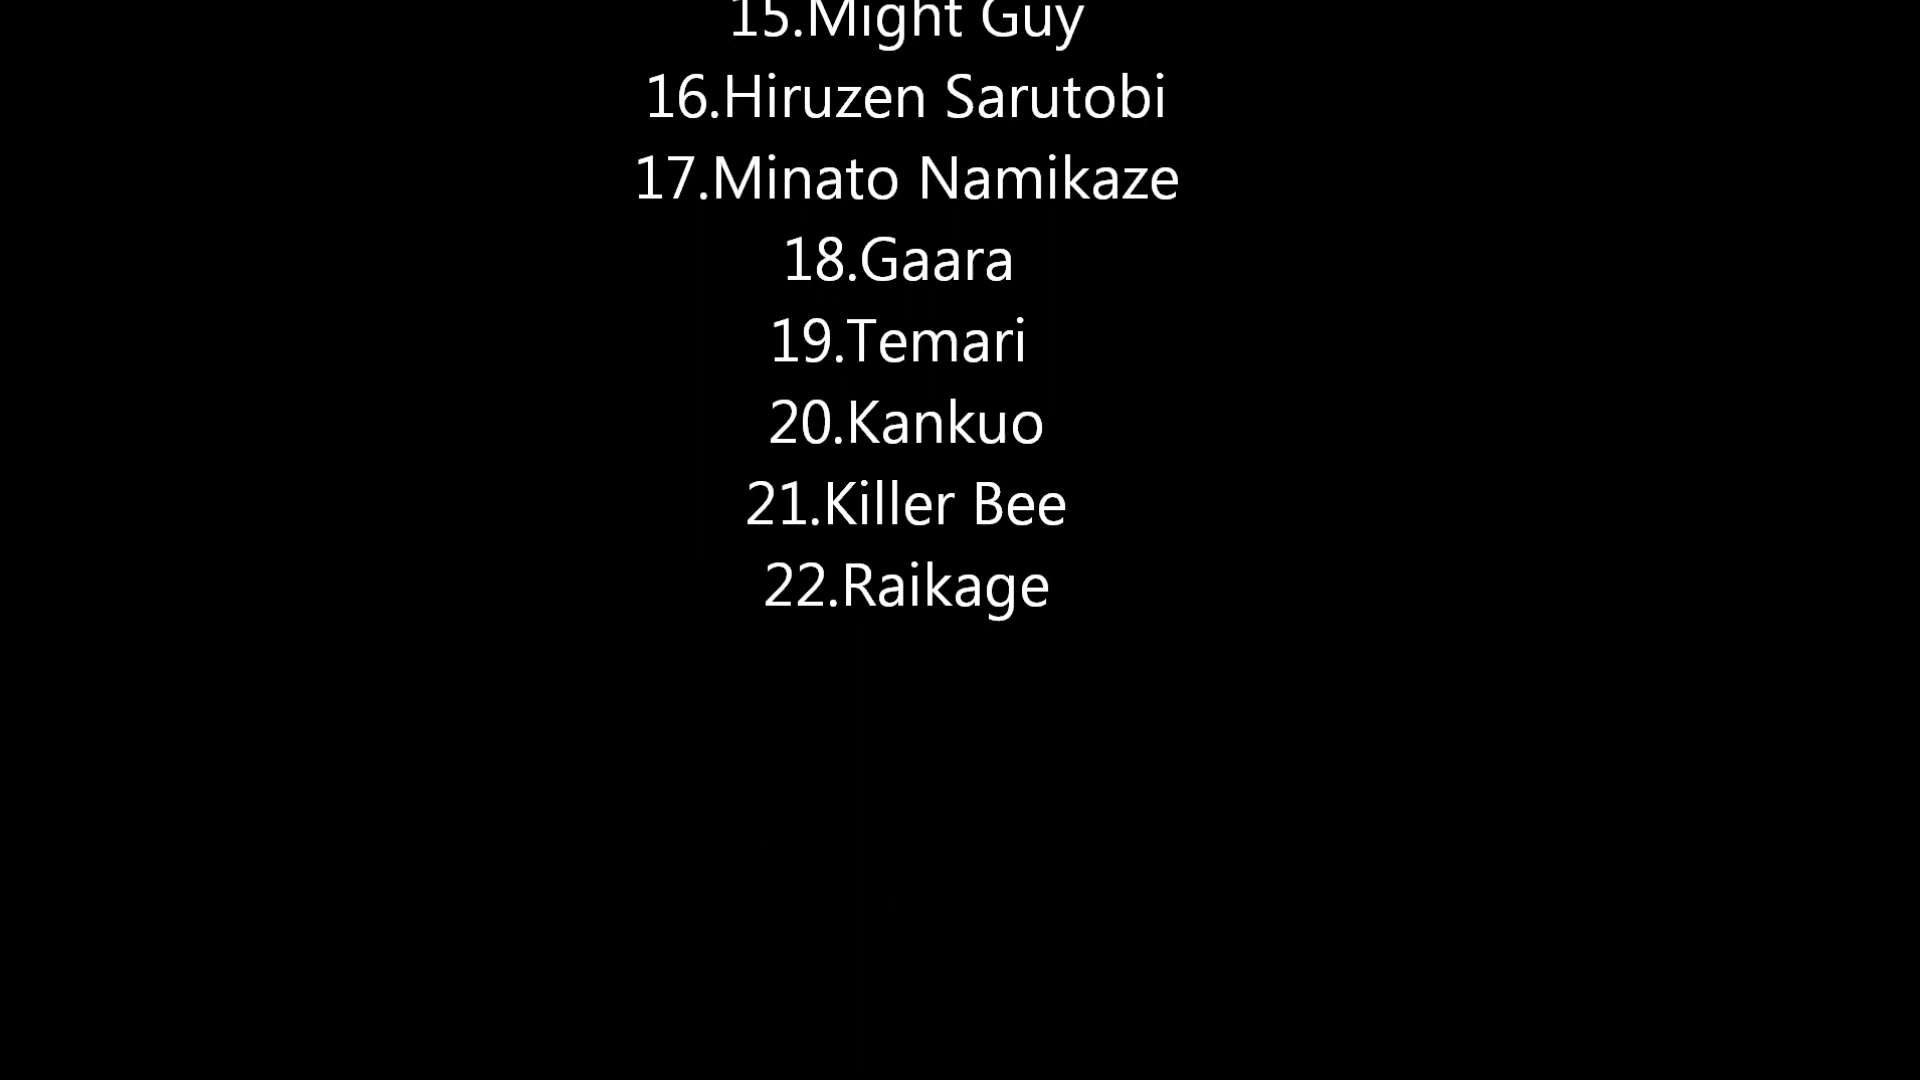 15.Might Guy
16.Hiruzen Sarutobi
17.Minato Namikaze
18.Gaara
19.Temari
20.Kankuo
21.Killer Bee
22.Raikage